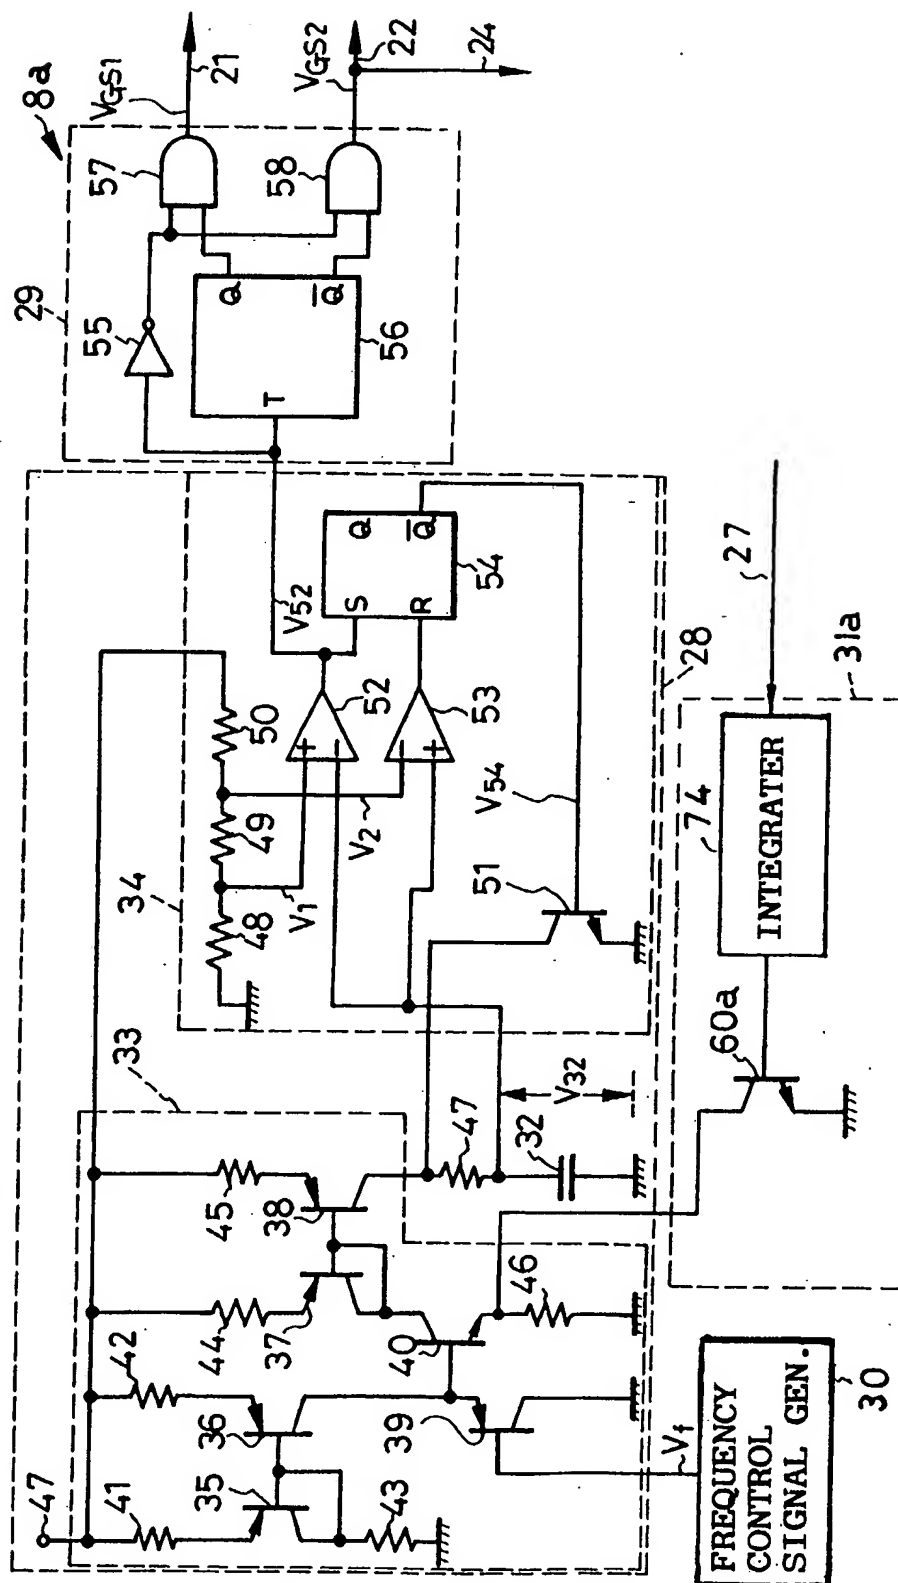 8a
29
57
VGS1
21
55
56
T
Q
Q̅
58
VGS2
22
24
34
48
49
50
V1
V2
V52
52
53
S
R
Q
Q̅
54
V54
51
28
33
47
41
42
44
45
35
36
37
38
43
39
40
46
47
32
V32
Vf
FREQUENCY
CONTROL
SIGNAL GEN.
30
60a
74
INTEGRATER
27
31a